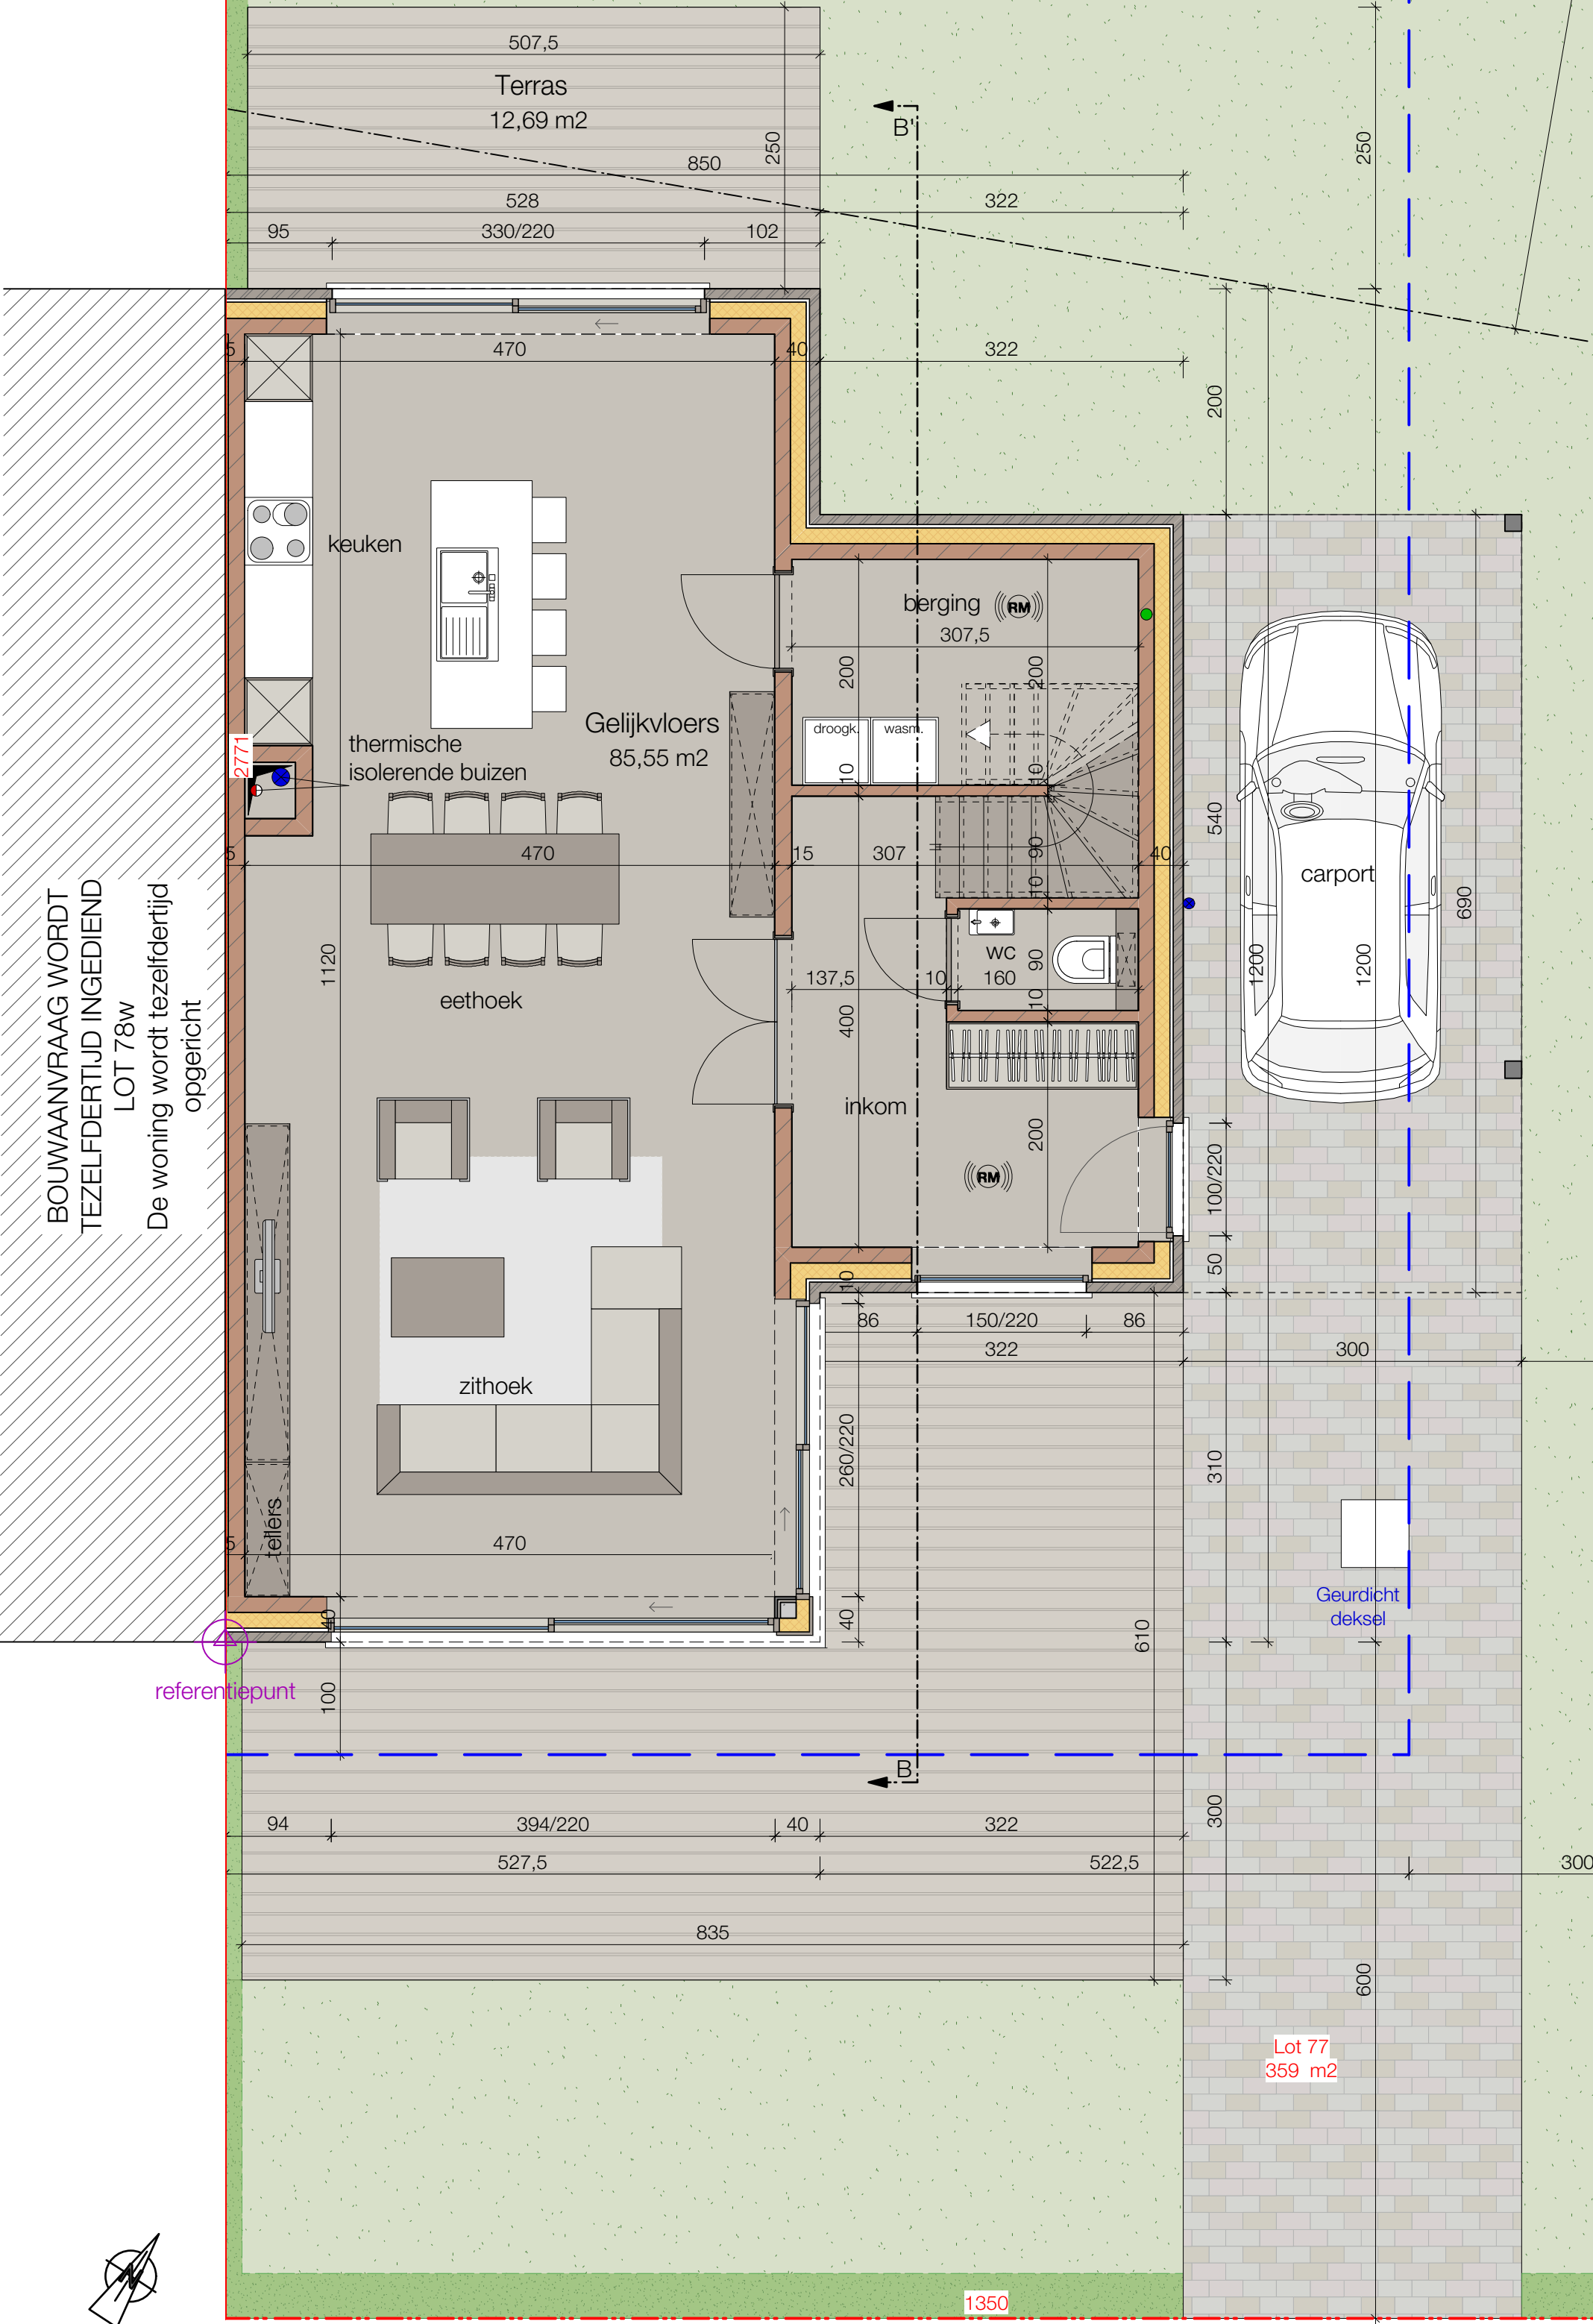 507,5
Terras
12,69 m2
B'
250
250
850
528
322
95
330/220
102
5
470
40
322
200
keuken
berging
RM
307,5
200
200
Gelijkvloers
85,55 m2
droogk.
wasm.
2771
thermische
isolerende buizen
10
10
540
5
470
15
307
90
40
carport
690
10
BOUWAANVRAAG WORDT
TEZELFDERTIJD INGEDIEND
LOT 78w
De woning wordt tezelfdertijd
opgericht
1120
wc
90
137,5
10
160
1200
1200
eethoek
400
10
inkom
200
RM
100/220
50
10
86
150/220
86
322
300
zithoek
260/220
310
tellers
5
470
Geurdicht
deksel
40
40
610
referentiepunt
100
B
94
394/220
40
322
300
527,5
522,5
300
835
600
Lot 77
359 m2
N
1350